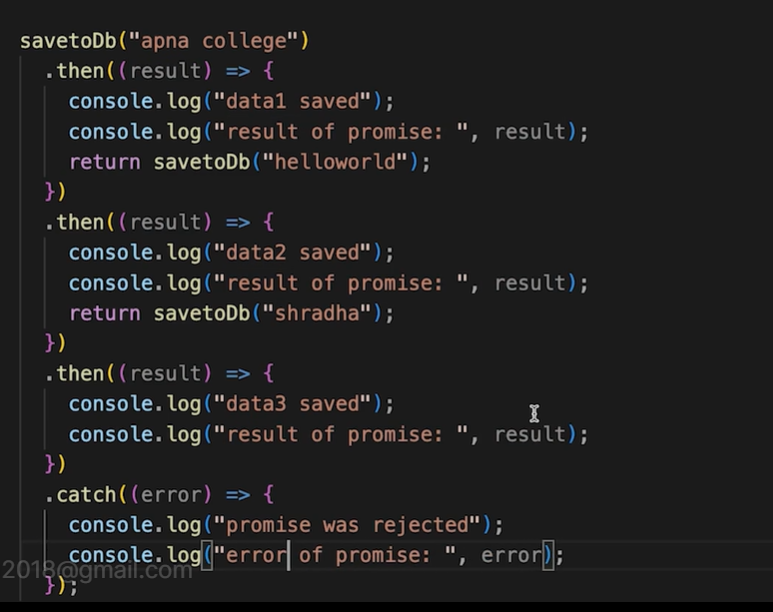 savetoDb("apna college")
  .then((result) => {
    console.log("data1 saved");
    console.log("result of promise: ", result);
    return savetoDb("helloworld");
  })
  .then((result) => {
    console.log("data2 saved");
    console.log("result of promise: ", result);
    return savetoDb("shradha");
  })
  .then((result) => {
    console.log("data3 saved");
    console.log("result of promise: ", result);
  })
  .catch((error) => {
    console.log("promise was rejected");
    console.log("error of promise: ", error);
2018@gmail.com
  });